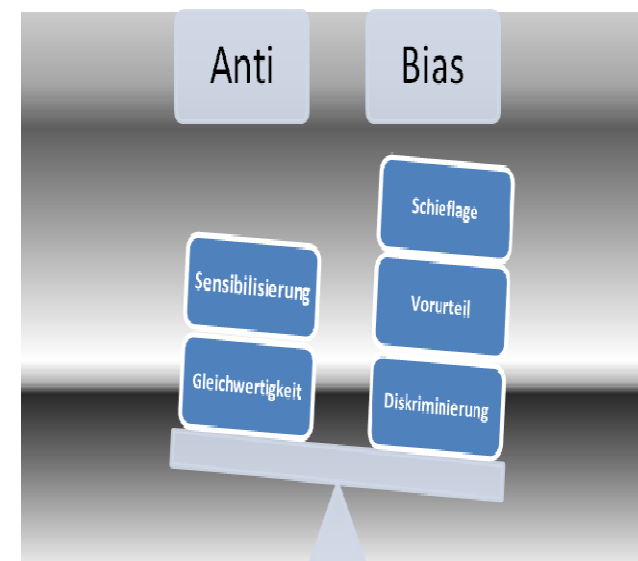 Anti
Bias
Schieflage
Sensibilisierung
Vorurteil
Gleichwertigkeit
Diskriminierung